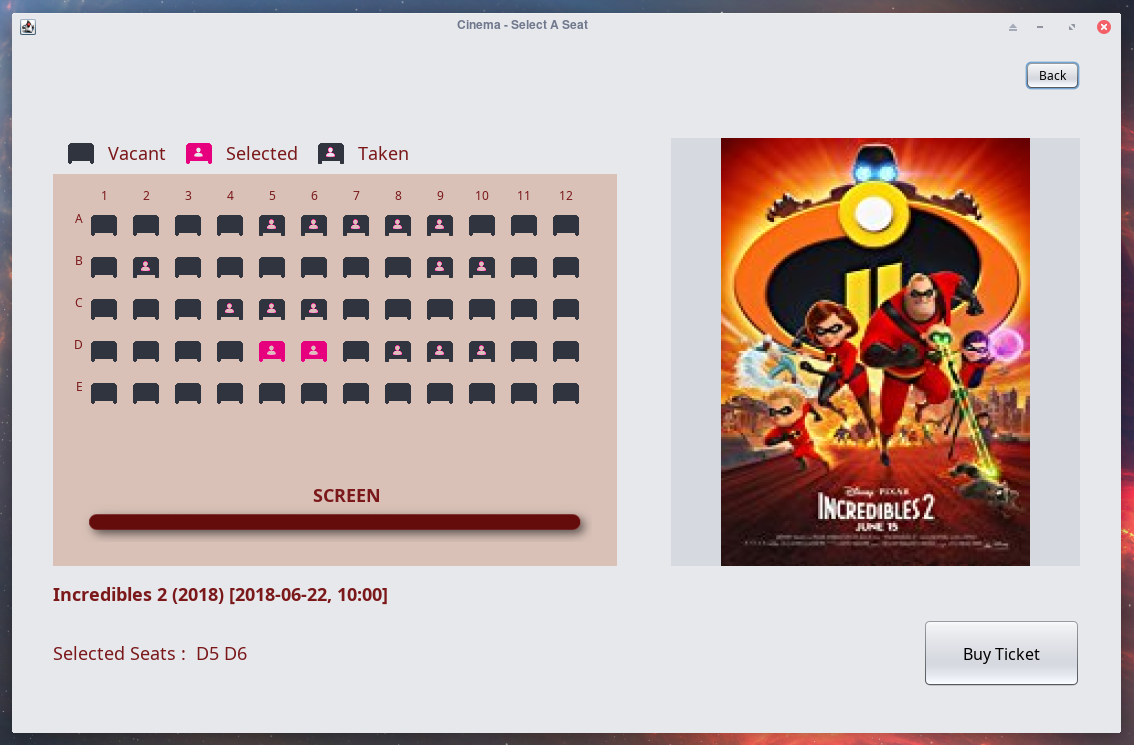 Cinema - Select A Seat
Back
Vacant Selected Taken
1 2 3 4 5 6 7 8 9 10 11 12
A
B
C
D
E
SCREEN
Disney PIXAR
INCREDIBLES 2
JUNE 15
Incredibles 2 (2018) [2018-06-22, 10:00]
Selected Seats : D5 D6
Buy Ticket